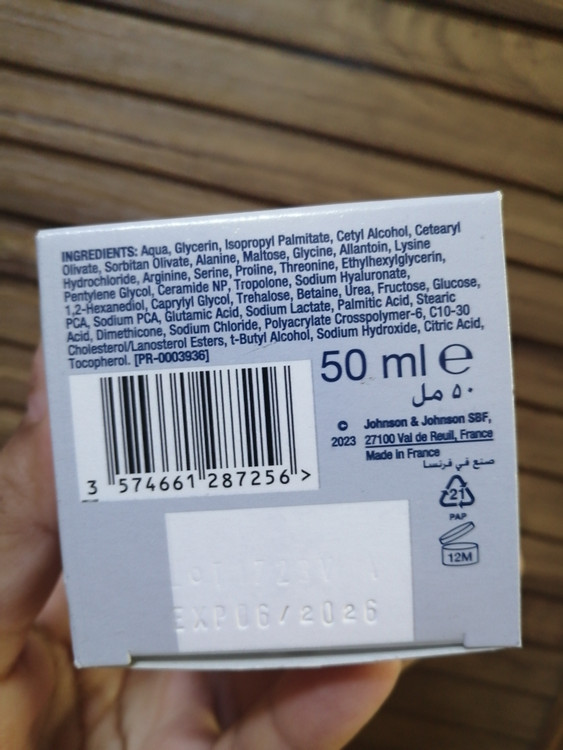 INGREDIENTS: Aqua, Glycerin, Isopropyl Palmitate, Cetyl Alcohol, Cetearyl
Olivate, Sorbitan Olivate, Alanine, Maltose, Glycine, Allantoin, Lysine
Hydrochloride, Arginine, Serine, Proline, Threonine, Ethylhexylglycerin,
Pentylene Glycol, Ceramide NP, Tropolone, Sodium Hyaluronate,
1,2-Hexanediol, Caprylyl Glycol, Trehalose, Betaine, Urea, Fructose, Glucose,
PCA, Sodium PCA, Glutamic Acid, Sodium Lactate, Palmitic Acid, Stearic
Acid, Dimethicone, Sodium Chloride, Polyacrylate Crosspolymer-6, C10-30
Cholesterol/Lanosterol Esters, t-Butyl Alcohol, Sodium Hydroxide, Citric Acid,
Tocopherol. [PR-0003936]
50 ml e
٥٠ مل
© Johnson & Johnson SBF,
2023 27100 Val de Reuil, France
Made in France
صنع في فرنسا
3 574661 287256 >
21
PAP
12M
EXP06/2026